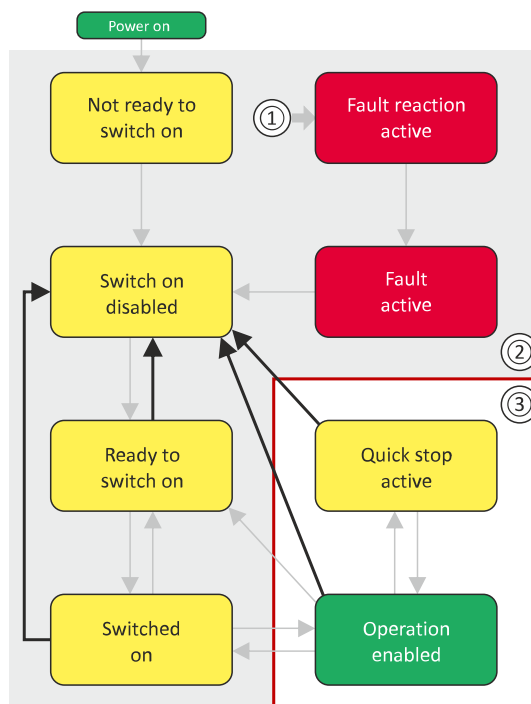 Power on
Not ready to
switch on
1
Fault reaction
active
Switch on
disabled
Fault
active
2
3
Ready to
switch on
Quick stop
active
Switched
on
Operation
enabled